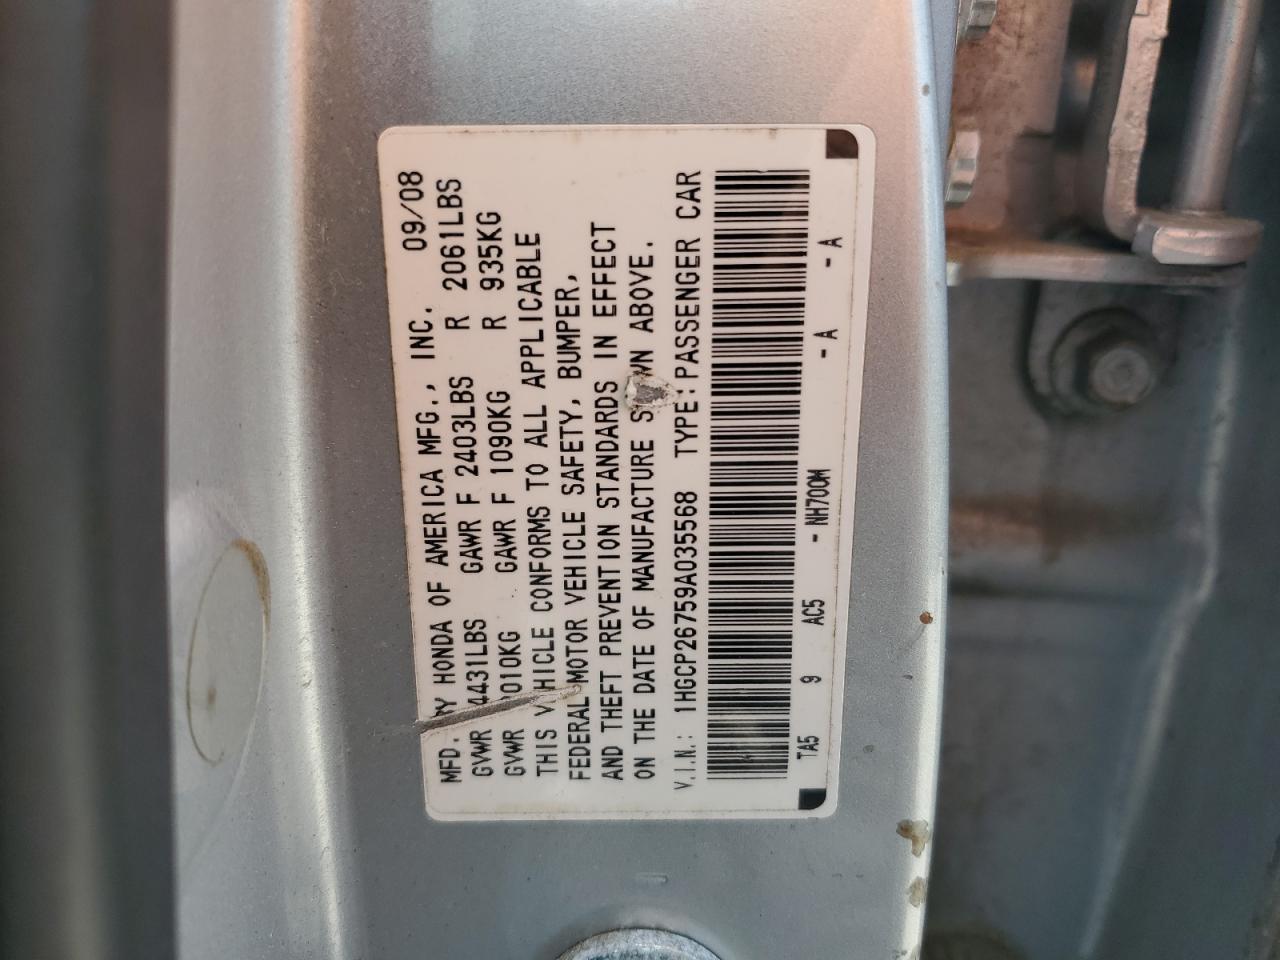 MFD. BY HONDA OF AMERICA MFG., INC. 09/08
GVWR 4431LBS GAWR F 2403LBS R 2061LBS
GVWR 2010KG GAWR F 1090KG R 935KG
THIS VEHICLE CONFORMS TO ALL APPLICABLE
FEDERAL MOTOR VEHICLE SAFETY, BUMPER,
AND THEFT PREVENTION STANDARDS IN EFFECT
ON THE DATE OF MANUFACTURE SHOWN ABOVE.
V.I.N.: 1HGCP26759A035568 TYPE: PASSENGER CAR
TA5 9 AC5 - NH700M - A - A